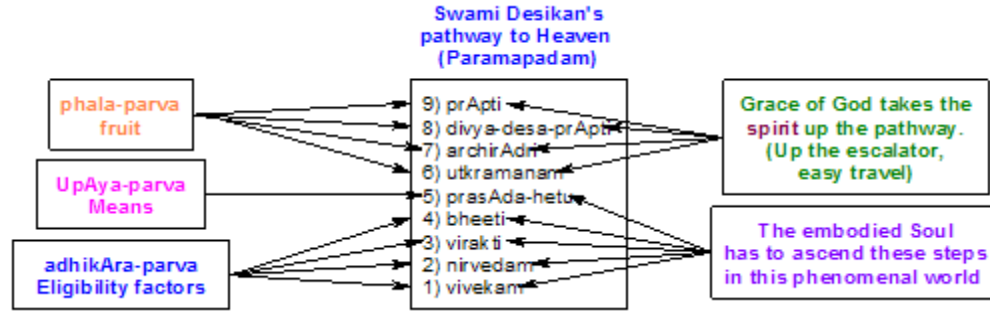 Swami Desikan's
pathway to Heaven
(Paramapadam)
phala-parva
fruit
UpAya-parva
Means
adhikAra-parva
Eligibility factors
9) prApti
8) divya-desa-prApti
7) archirAdri
6) utkramanam
5) prasAda-hetu
4) bheeti
3) virakti
2) nirvedam
1) vivekam
Grace of God takes the
spirit up the pathway.
(Up the escalator,
easy travel)
The embodied Soul
has to ascend these steps
in this phenomenal world